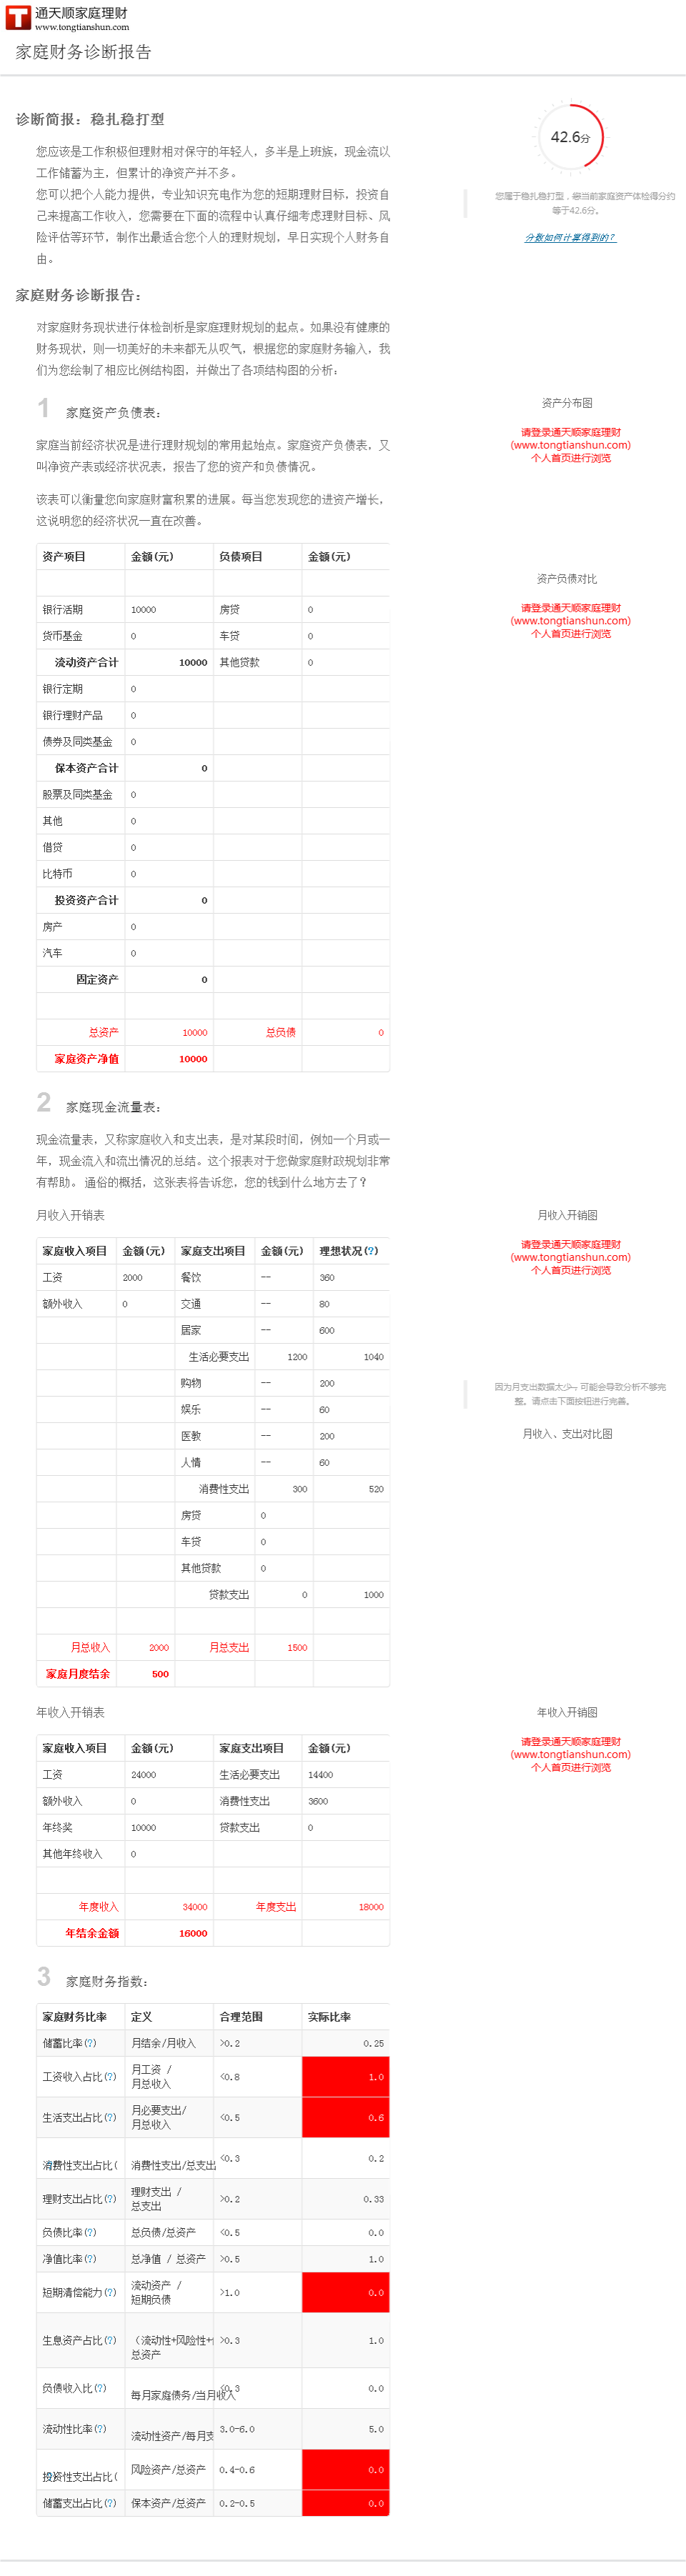 通天顺家庭理财
www.tongtianshun.com
家庭财务诊断报告
诊断简报：稳扎稳打型
您应该是工作积极但理财相对保守的年轻人，多半是上班族，现金流以
工作储蓄为主，但累计的净资产并不多。
您可以把个人能力提供，专业知识充电作为您的短期理财目标，投资自
己来提高工作收入，您需要在下面的流程中认真仔细考虑理财目标、风
险评估等环节，制作出最适合您个人的理财规划，早日实现个人财务自
由。
42.6分
您属于稳扎稳打型，您当前家庭资产体检得分约
等于42.6分。
分数如何计算得到的？
家庭财务诊断报告：
对家庭财务现状进行体检剖析是家庭理财规划的起点。如果没有健康的
财务现状，则一切美好的未来都无从叹气，根据您的家庭财务输入，我
们为您绘制了相应比例结构图，并做出了各项结构图的分析：
1 家庭资产负债表：
家庭当前经济状况是进行理财规划的常用起始点。家庭资产负债表，又
叫净资产表或经济状况表，报告了您的资产和负债情况。
该表可以衡量您向家庭财富积累的进展。每当您发现您的进资产增长，
这说明您的经济状况一直在改善。
资产分布图
请登录通天顺家庭理财
(www.tongtianshun.com)
个人首页进行浏览
资产负债对比
请登录通天顺家庭理财
(www.tongtianshun.com)
个人首页进行浏览
资产项目 金额(元) 负债项目 金额(元)
银行活期 10000 房贷 0
货币基金 0 车贷 0
流动资产合计 10000 其他贷款 0
银行定期 0
银行理财产品 0
债券及同类基金 0
保本资产合计 0
股票及同类基金 0
其他 0
借贷 0
比特币 0
投资资产合计 0
房产 0
汽车 0
固定资产 0
总资产 10000 总负债 0
家庭资产净值 10000
2 家庭现金流量表：
现金流量表，又称家庭收入和支出表，是对某段时间，例如一个月或一
年，现金流入和流出情况的总结。这个报表对于您做家庭财政规划非常
有帮助。 通俗的概括，这张表将告诉您，您的钱到什么地方去了？
月收入开销表
月收入开销图
请登录通天顺家庭理财
(www.tongtianshun.com)
个人首页进行浏览
家庭收入项目 金额(元) 家庭支出项目 金额(元) 理想状况(?)
工资 2000 餐饮 -- 360
额外收入 0 交通 -- 80
居家 -- 600
生活必要支出 1200 1040
购物 -- 200
娱乐 -- 60
医教 -- 200
人情 -- 60
消费性支出 300 520
房贷 0
车贷 0
其他贷款 0
贷款支出 0 1000
月总收入 2000 月总支出 1500
家庭月度结余 500
因为月支出数据太少，可能会导致分析不够完
整。请点击下面按钮进行完善。
月收入、支出对比图
年收入开销表
年收入开销图
请登录通天顺家庭理财
(www.tongtianshun.com)
个人首页进行浏览
家庭收入项目 金额(元) 家庭支出项目 金额(元)
工资 24000 生活必要支出 14400
额外收入 0 消费性支出 3600
年终奖 10000 贷款支出 0
其他年终收入 0
年度收入 34000 年度支出 18000
年结余金额 16000
3 家庭财务指数：
家庭财务比率 定义 合理范围 实际比率
储蓄比率(?) 月结余/月收入 >0.2 0.25
工资收入占比(?) 月工资 /
月总收入 <0.8 1.0
生活支出占比(?) 月必要支出/
月总收入 <0.5 0.6
消费性支出占比( 消费性支出/总支出 <0.3 0.2
理财支出占比(?) 理财支出 /
总支出 >0.2 0.33
负债比率(?) 总负债/总资产 <0.5 0.0
净值比率(?) 总净值 / 总资产 >0.5 1.0
短期清偿能力(?) 流动资产 /
短期负债 >1.0 0.0
生息资产占比(?) （流动性+风险性+
总资产 >0.3 1.0
负债收入比(?) 每月家庭债务/当月收入 <0.3 0.0
流动性比率(?) 流动性资产/每月支 3.0-6.0 5.0
投资性支出占比( 风险资产/总资产 0.4-0.6 0.0
储蓄支出占比(?) 保本资产/总资产 0.2-0.5 0.0